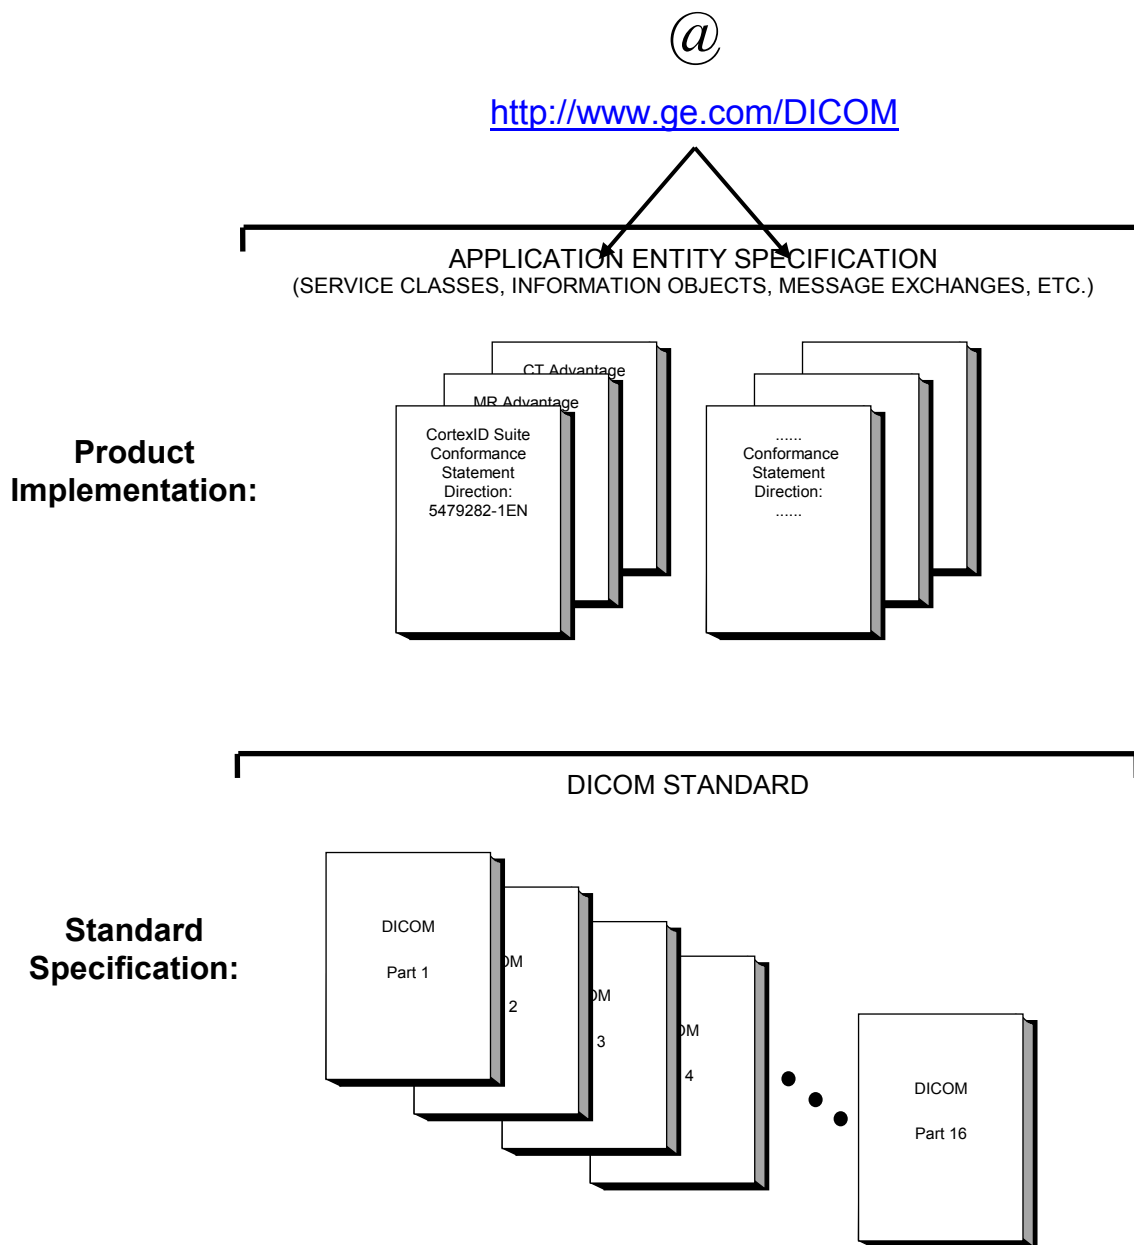 @
http://www.ge.com/DICOM
APPLICATION ENTITY SPECIFICATION
(SERVICE CLASSES, INFORMATION OBJECTS, MESSAGE EXCHANGES, ETC.)
Product
Implementation:
CT Advantage
MR Advantage
CortexID Suite
Conformance
Statement
Direction:
5479282-1EN
......
Conformance
Statement
Direction:
......
DICOM STANDARD
Standard
Specification:
DICOM
Part 1
OM
2
OM
3
OM
4
DICOM
Part 16